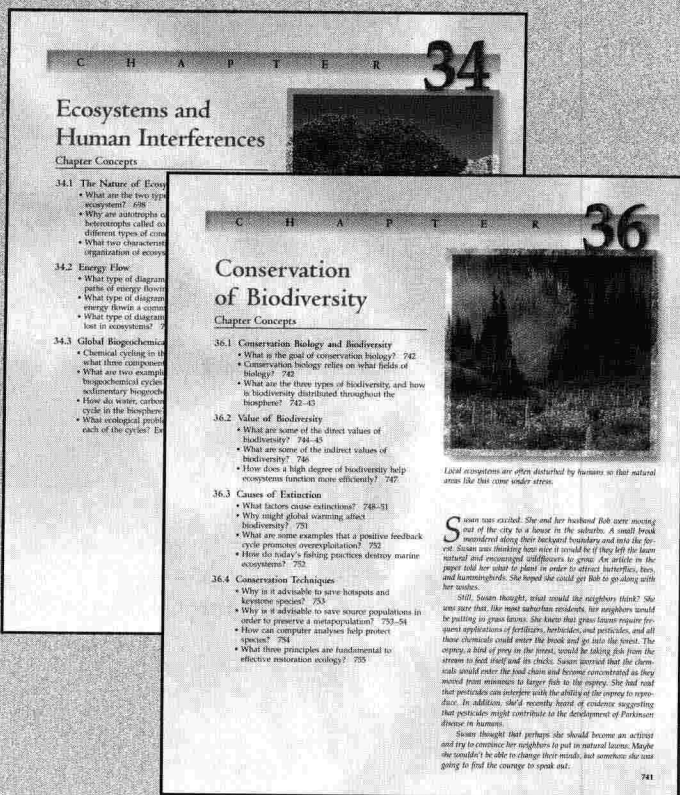 C H A P T E R 34
Ecosystems and
Human Interferences
Chapter Concepts
34.1 The Nature of
• What are the two
ecosystem? 698
• Why are autotrophs
heterotrophs called
different types of
• What two
organization of
34.2 Energy Flow
• What type of diagram
paths of energy
• What type of diagram
energy flow in a
• What type of diagram
lost in ecosystems?
34.3 Global
• Chemical cycling in
what three
• What are two
biogeochemical cycles
sedimentary
• How do water, carbon
cycle in the biosphere
• What ecological
each of the cycles?
C H A P T E R 36
Conservation
of Biodiversity
Chapter Concepts
36.1 Conservation Biology and Biodiversity
• What is the goal of conservation biology? 742
• Conservation biology relies on what fields of
biology? 742
• What are the three types of biodiversity, and how
is biodiversity distributed throughout the
biosphere? 742–43
36.2 Value of Biodiversity
• What are some of the direct values of
biodiversity? 744–45
• What are some of the indirect values of
biodiversity? 746
• How does a high degree of biodiversity help
ecosystems function more efficiently? 747
36.3 Causes of Extinction
• What factors cause extinctions? 748–51
• Why might global warming affect
biodiversity? 751
• What are some examples that a positive feedback
cycle promotes overexploitation? 752
• How do today's fishing practices destroy marine
ecosystems? 752
36.4 Conservation Techniques
• Why is it advisable to save hotspots and
keystone species? 753
• Why is it advisable to save source populations in
order to preserve a metapopulation? 753–54
• How can computer analyses help protect
species? 754
• What three principles are fundamental to
effective restoration ecology? 755
Local ecosystems are often disturbed by humans so that natural
areas like this come under stress.
Susan was excited. She and her husband Bob were moving
out of the city to a house in the suburbs. A small brook
meandered along their backyard boundary and into the for-
est. Susan was thinking how nice it would be if they left the lawn
natural and encouraged wildflowers to grow. An article in the
paper told her what to plant in order to attract butterflies, bees,
and hummingbirds. She hoped she could get Bob to go along with
her wishes.
Still, Susan thought, what would the neighbors think? She
was sure that, like most suburban residents, her neighbors would
be putting in grass lawns. She knew that grass lawns require fre-
quent applications of fertilizers, herbicides, and pesticides, and all
those chemicals could enter the brook and go into the forest. The
osprey, a bird of prey in the forest, would be taking fish from the
stream to feed itself and its chicks. Susan worried that the chem-
icals would enter the food chain and become concentrated as they
moved from minnows to larger fish to the osprey. She had read
that pesticides can interfere with the ability of the osprey to repro-
duce. In addition, she'd recently heard of evidence suggesting
that pesticides might contribute to the development of Parkinson
disease in humans.
Susan thought that perhaps she should become an activist
and try to convince her neighbors to put in natural lawns. Maybe
she wouldn't be able to change their minds, but somehow she was
going to find the courage to speak out.
741